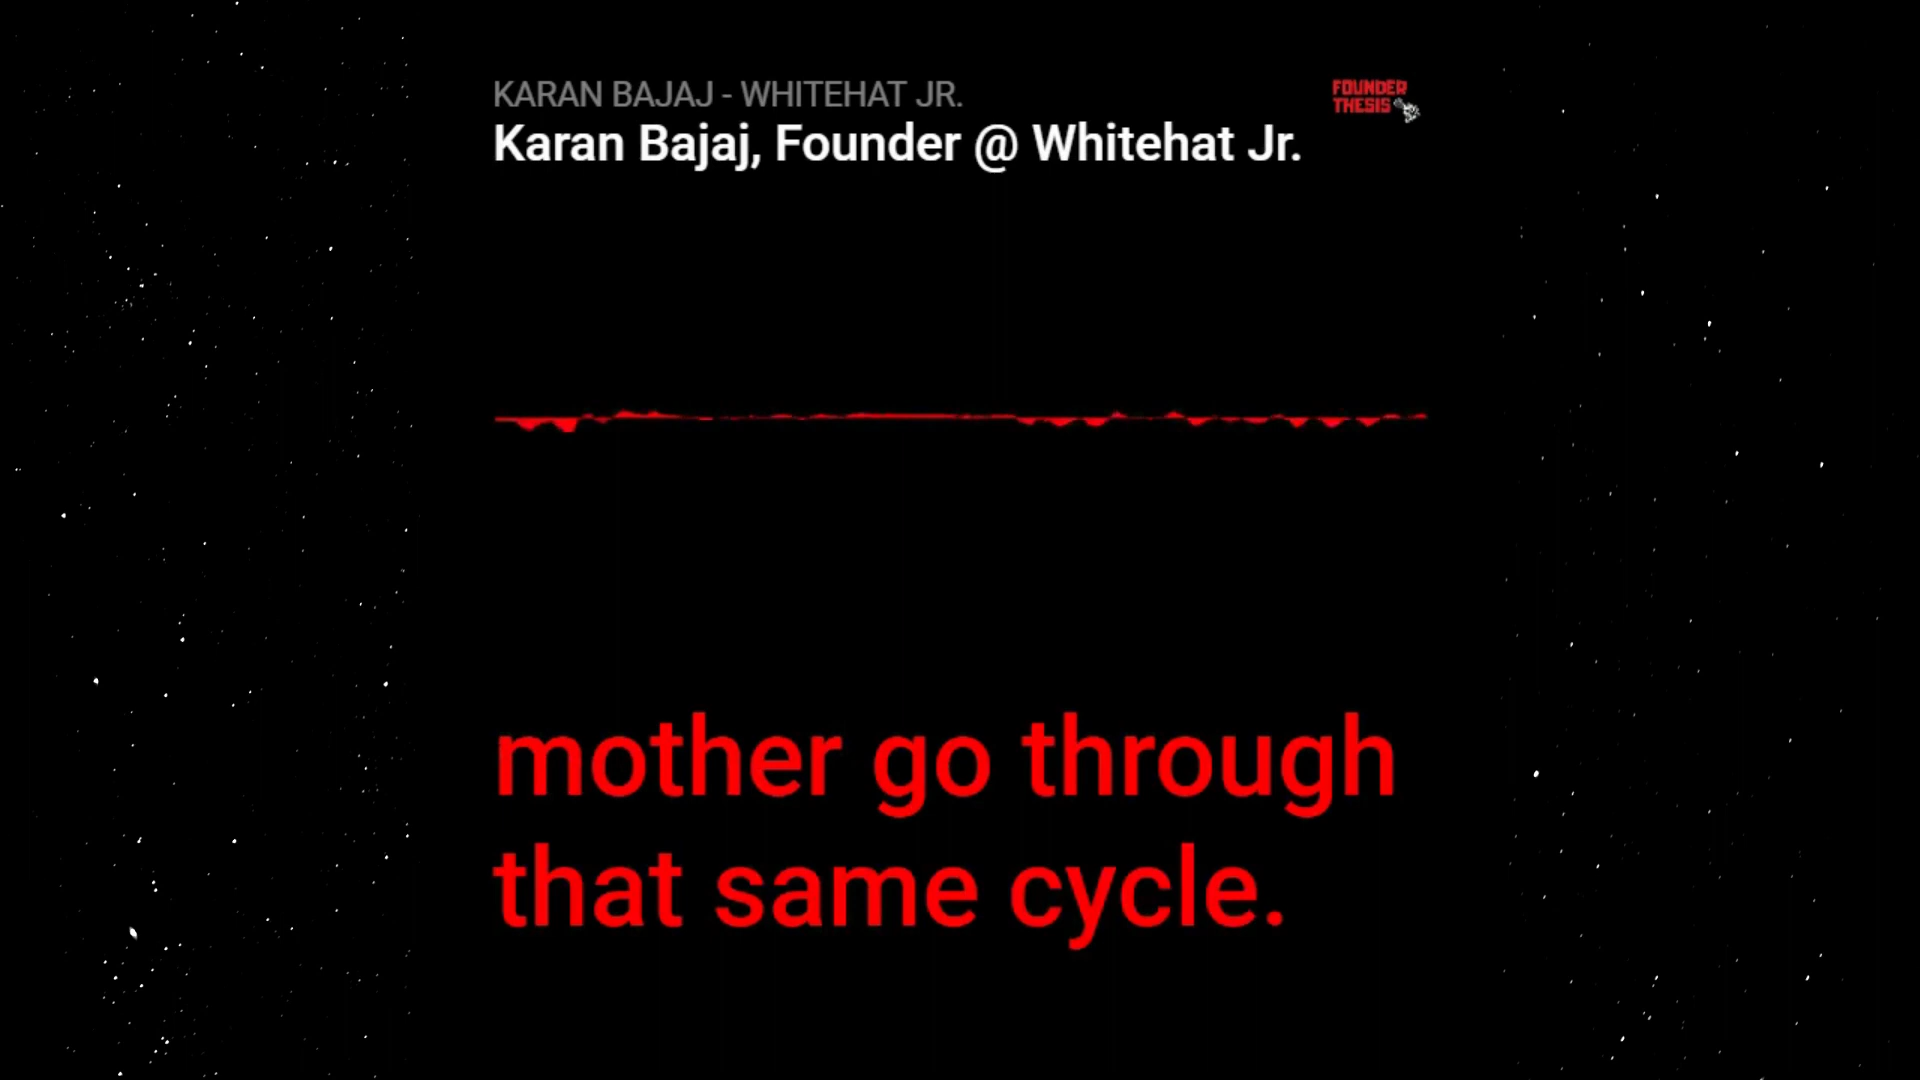 KARAN BAJAJ - WHITEHAT JR.
Karan Bajaj, Founder @ Whitehat Jr.
FOUNDER
THESIS
mother go through
that same cycle.